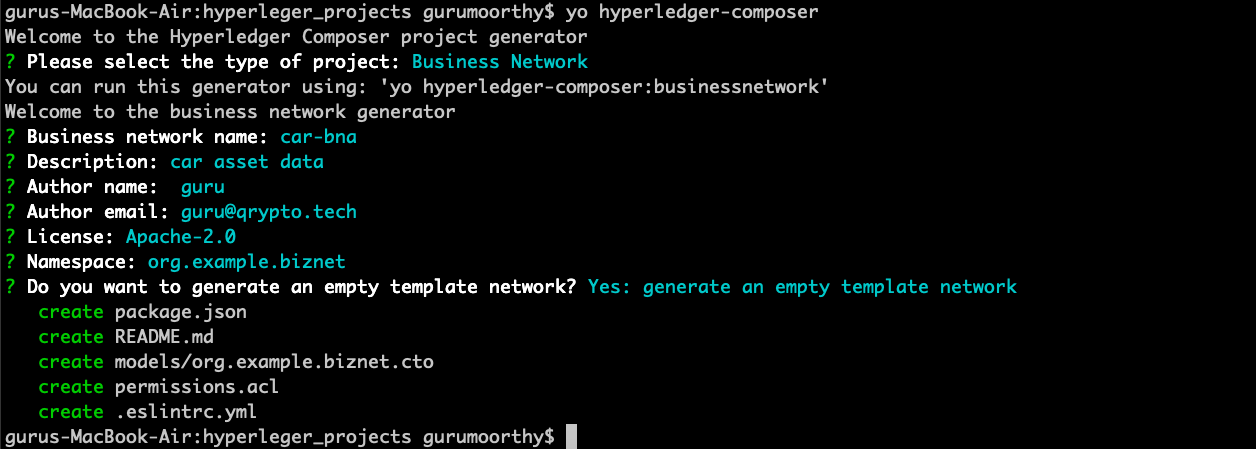 gurus-MacBook-Air:hyperleger_projects gurumoorthy$ yo hyperledger-composer
Welcome to the Hyperledger Composer project generator
? Please select the type of project: Business Network
You can run this generator using: 'yo hyperledger-composer:businessnetwork'
Welcome to the business network generator
? Business network name: car-bna
? Description: car asset data
? Author name:  guru
? Author email: guru@qrypto.tech
? License: Apache-2.0
? Namespace: org.example.biznet
? Do you want to generate an empty template network? Yes: generate an empty template network
   create package.json
   create README.md
   create models/org.example.biznet.cto
   create permissions.acl
   create .eslintrc.yml
gurus-MacBook-Air:hyperleger_projects gurumoorthy$